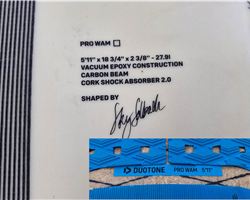 PRO WAM
5'11" x 18 3/4" x 2 3/8" - 27.9l
VACUUM EPOXY CONSTRUCTION
CARBON BEAM
CORK SHOCK ABSORBER 2.0
SHAPED BY
DUOTONE PRO WAM 5'11"